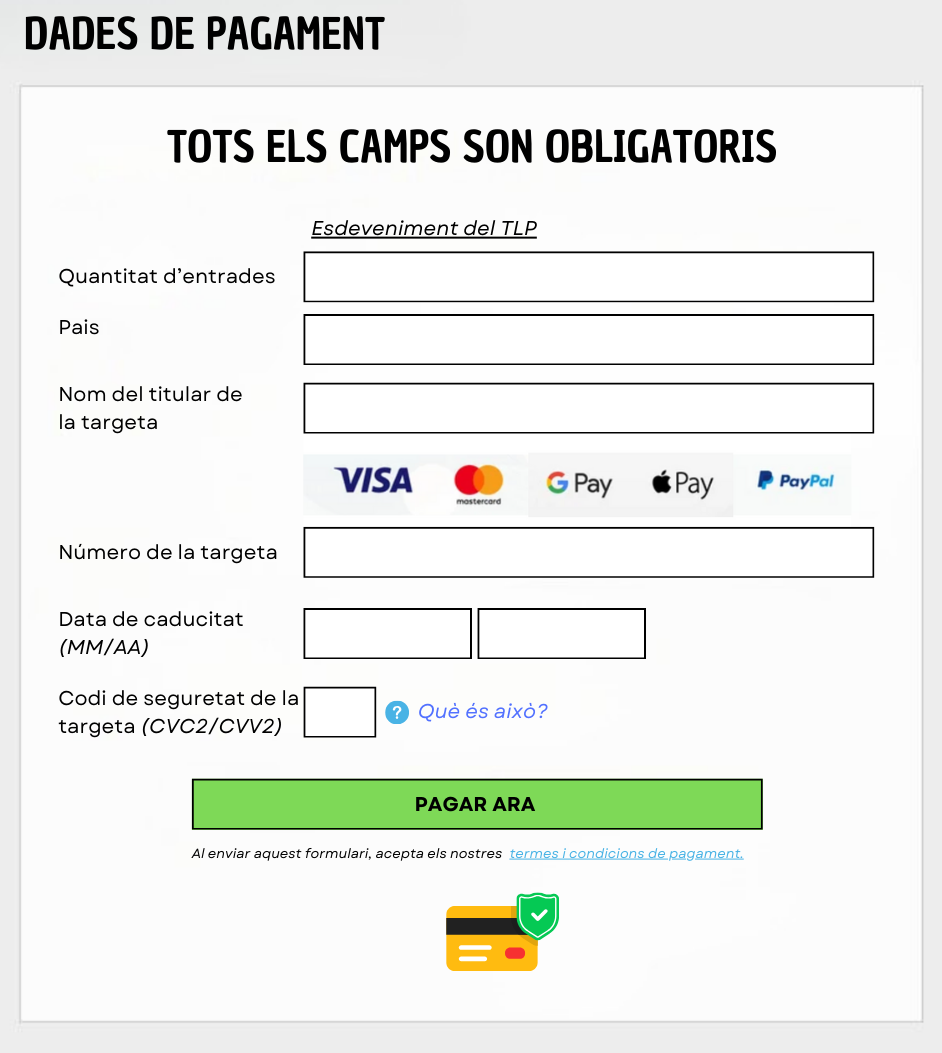 DADES DE PAGAMENT
TOTS ELS CAMPS SON OBLIGATORIS
Esdeveniment del TLP
Quantitat d’entrades
Pais
Nom del titular de
la targeta
VISA mastercard G Pay Pay PayPal
Número de la targeta
Data de caducitat
(MM/AA)
Codi de seguretat de la
targeta (CVC2/CVV2) ? Què és això?
PAGAR ARA
Al enviar aquest formulari, acepta els nostres termes i condicions de pagament.